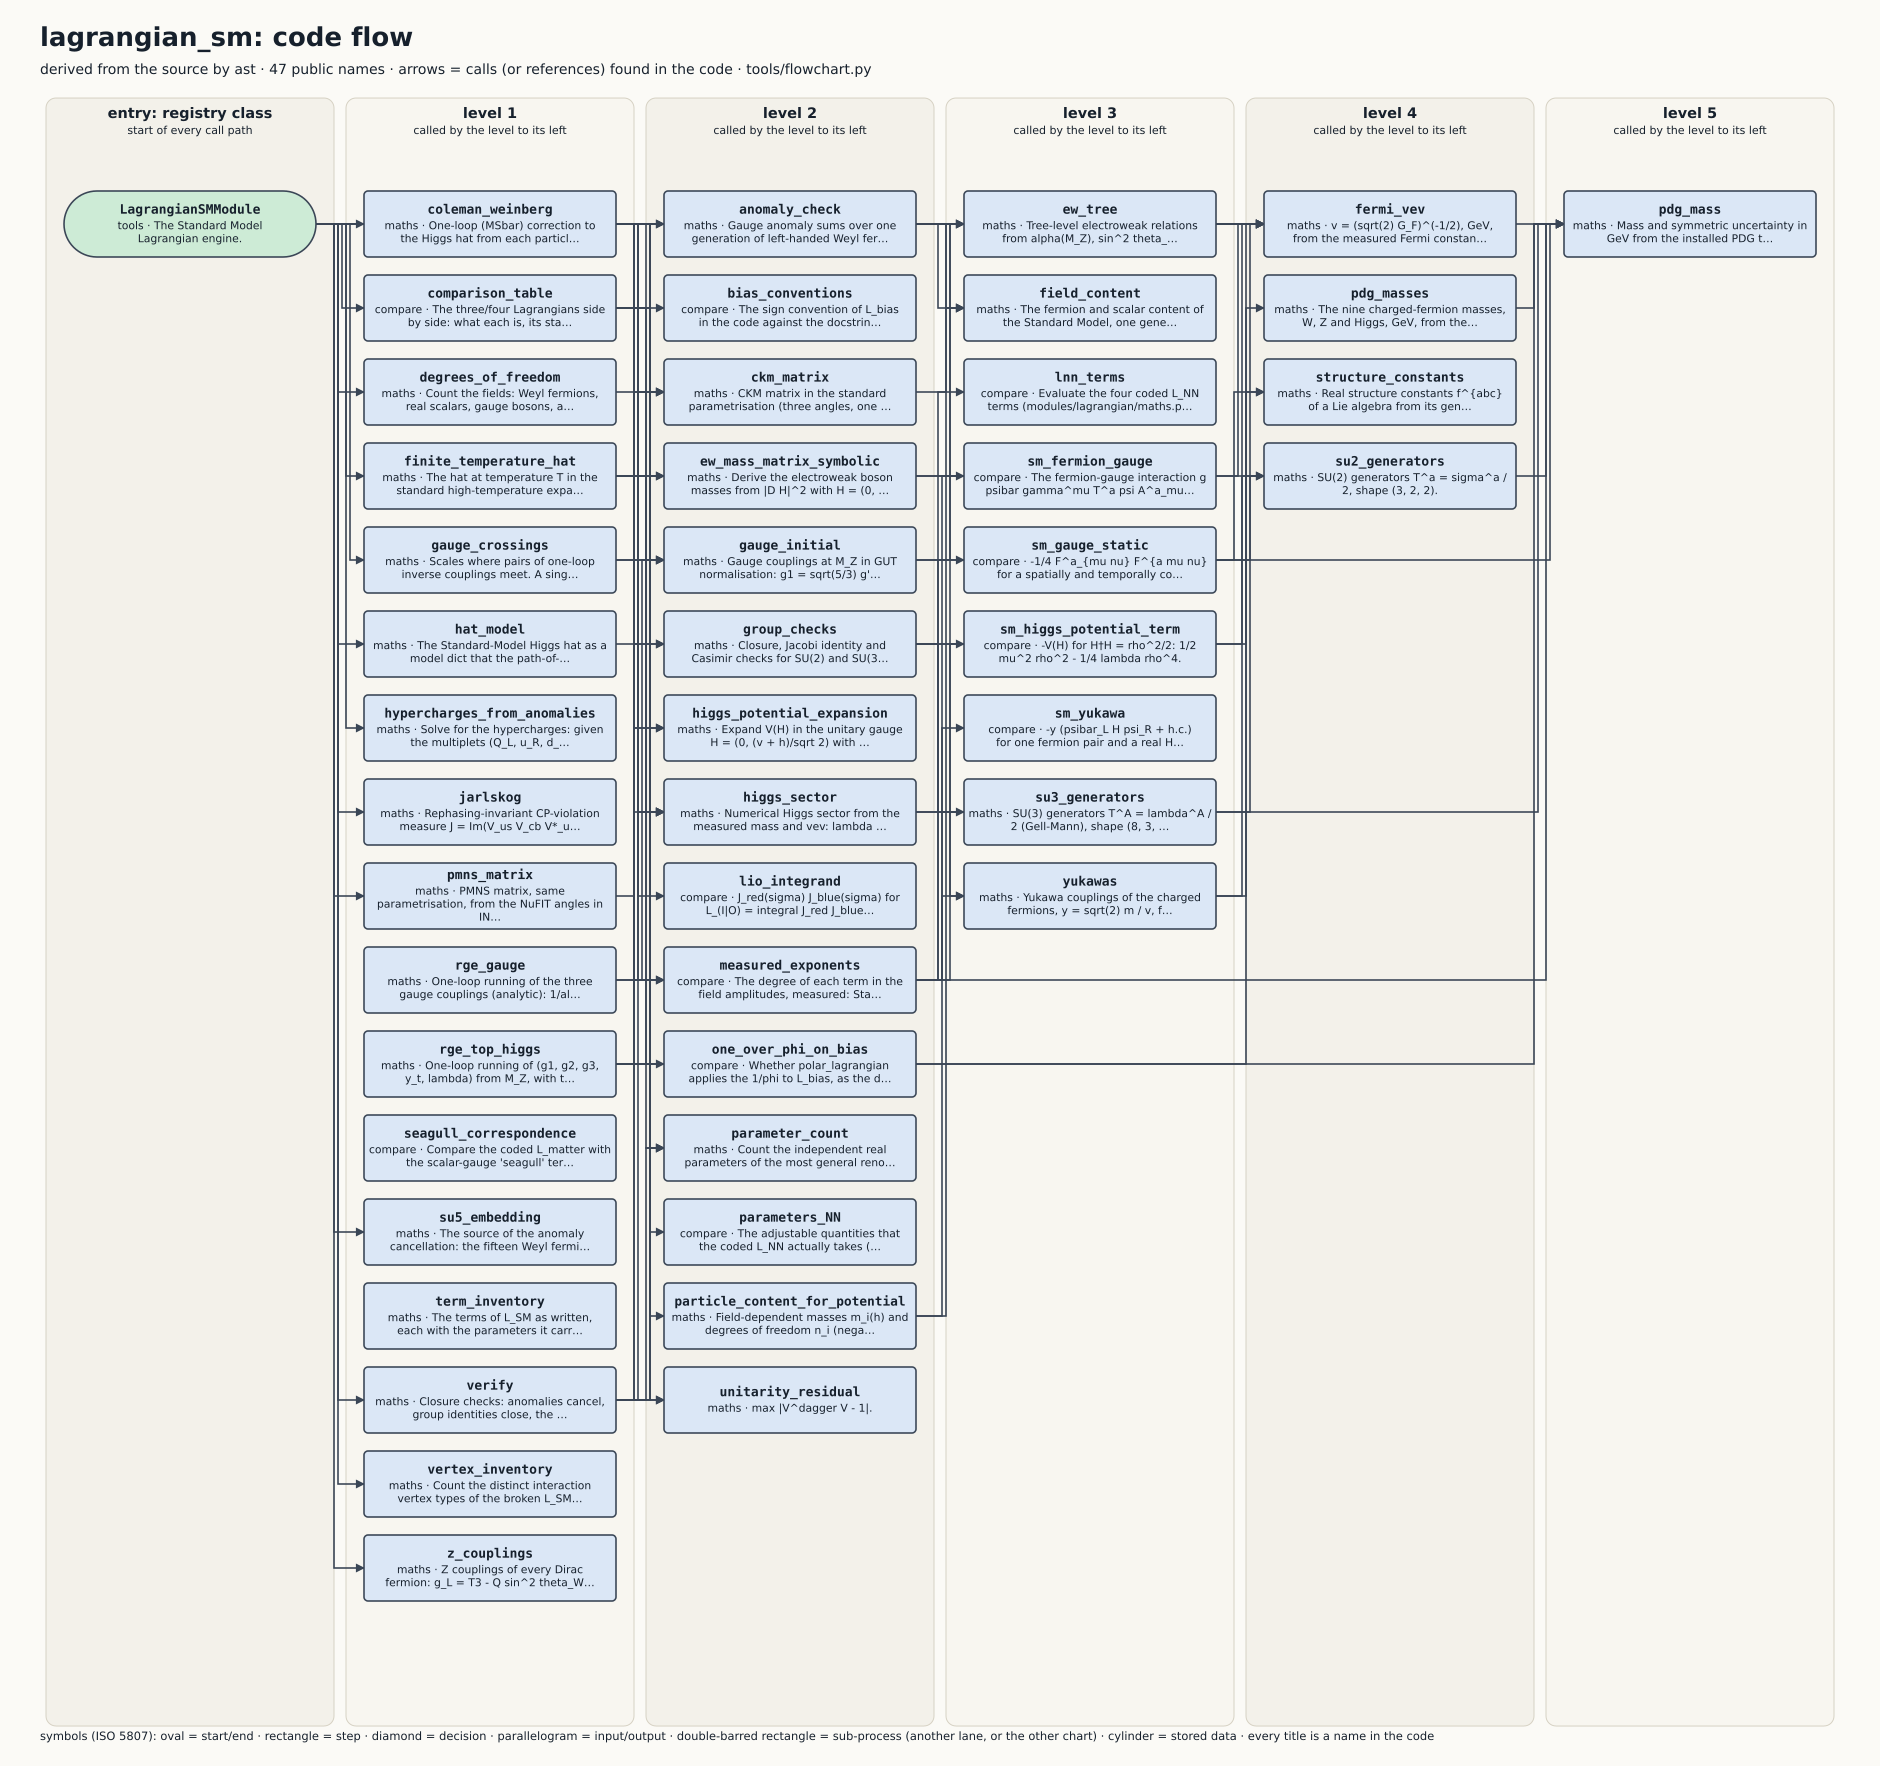 lagrangian_sm: code flow
derived from the source by ast · 47 public names · arrows = calls (or references) found in the code · tools/flowchart.py
entry: registry class
start of every call path
LagrangianSMModule
tools · The Standard Model
Lagrangian engine.
level 1
called by the level to its left
coleman_weinberg
maths · One-loop (MSbar) correction to
the Higgs hat from each particl...
comparison_table
compare · The three/four Lagrangians side
by side: what each is, its sta...
degrees_of_freedom
maths · Count the fields: Weyl fermions,
real scalars, gauge bosons, a...
finite_temperature_hat
maths · The hat at temperature T in the
standard high-temperature expa...
gauge_crossings
maths · Scales where pairs of one-loop
inverse couplings meet. A sing...
hat_model
maths · The Standard-Model Higgs hat as a
model dict that the path-of-...
hypercharges_from_anomalies
maths · Solve for the hypercharges: given
the multiplets (Q_L, u_R, d_...
jarlskog
maths · Rephasing-invariant CP-violation
measure J = Im(V_us V_cb V*_u...
pmns_matrix
maths · PMNS matrix, same
parametrisation, from the NuFIT angles in
IN...
rge_gauge
maths · One-loop running of the three
gauge couplings (analytic): 1/al...
rge_top_higgs
maths · One-loop running of (g1, g2, g3,
y_t, lambda) from M_Z, with t...
seagull_correspondence
compare · Compare the coded L_matter with
the scalar-gauge 'seagull' ter...
su5_embedding
maths · The source of the anomaly
cancellation: the fifteen Weyl fermi...
term_inventory
maths · The terms of L_SM as written,
each with the parameters it carr...
verify
maths · Closure checks: anomalies cancel,
group identities close, the ...
vertex_inventory
maths · Count the distinct interaction
vertex types of the broken L_SM...
z_couplings
maths · Z couplings of every Dirac
fermion: g_L = T3 - Q sin^2 theta_W...
level 2
called by the level to its left
anomaly_check
maths · Gauge anomaly sums over one
generation of left-handed Weyl fer...
bias_conventions
compare · The sign convention of L_bias
in the code against the docstrin...
ckm_matrix
maths · CKM matrix in the standard
parametrisation (three angles, one ...
ew_mass_matrix_symbolic
maths · Derive the electroweak boson
masses from |D H|^2 with H = (0, ...
gauge_initial
maths · Gauge couplings at M_Z in GUT
normalisation: g1 = sqrt(5/3) g'...
group_checks
maths · Closure, Jacobi identity and
Casimir checks for SU(2) and SU(3...
higgs_potential_expansion
maths · Expand V(H) in the unitary gauge
H = (0, (v + h)/sqrt 2) with ...
higgs_sector
maths · Numerical Higgs sector from the
measured mass and vev: lambda ...
lio_integrand
compare · J_red(sigma) J_blue(sigma) for
L_(I|O) = integral J_red J_blue...
measured_exponents
compare · The degree of each term in the
field amplitudes, measured: Sta...
one_over_phi_on_bias
compare · Whether polar_lagrangian
applies the 1/phi to L_bias, as the d...
parameter_count
maths · Count the independent real
parameters of the most general reno...
parameters_NN
compare · The adjustable quantities that
the coded L_NN actually takes (...
particle_content_for_potential
maths · Field-dependent masses m_i(h) and
degrees of freedom n_i (nega...
unitarity_residual
maths · max |V^dagger V - 1|.
level 3
called by the level to its left
ew_tree
maths · Tree-level electroweak relations
from alpha(M_Z), sin^2 theta_...
field_content
maths · The fermion and scalar content of
the Standard Model, one gene...
lnn_terms
compare · Evaluate the four coded L_NN
terms (modules/lagrangian/maths.p...
sm_fermion_gauge
compare · The fermion-gauge interaction g
psibar gamma^mu T^a psi A^a_mu...
sm_gauge_static
compare · -1/4 F^a_{mu nu} F^{a mu nu}
for a spatially and temporally co...
sm_higgs_potential_term
compare · -V(H) for H†H = rho^2/2: 1/2
mu^2 rho^2 - 1/4 lambda rho^4.
sm_yukawa
compare · -y (psibar_L H psi_R + h.c.)
for one fermion pair and a real H...
su3_generators
maths · SU(3) generators T^A = lambda^A /
2 (Gell-Mann), shape (8, 3, ...
yukawas
maths · Yukawa couplings of the charged
fermions, y = sqrt(2) m / v, f...
level 4
called by the level to its left
fermi_vev
maths · v = (sqrt(2) G_F)^(-1/2), GeV,
from the measured Fermi constan...
pdg_masses
maths · The nine charged-fermion masses,
W, Z and Higgs, GeV, from the...
structure_constants
maths · Real structure constants f^{abc}
of a Lie algebra from its gen...
su2_generators
maths · SU(2) generators T^a = sigma^a /
2, shape (3, 2, 2).
level 5
called by the level to its left
pdg_mass
maths · Mass and symmetric uncertainty in
GeV from the installed PDG t...
symbols (ISO 5807): oval = start/end · rectangle = step · diamond = decision · parallelogram = input/output · double-barred rectangle = sub-process (another lane, or the other chart) · cylinder = stored data · every title is a name in the code